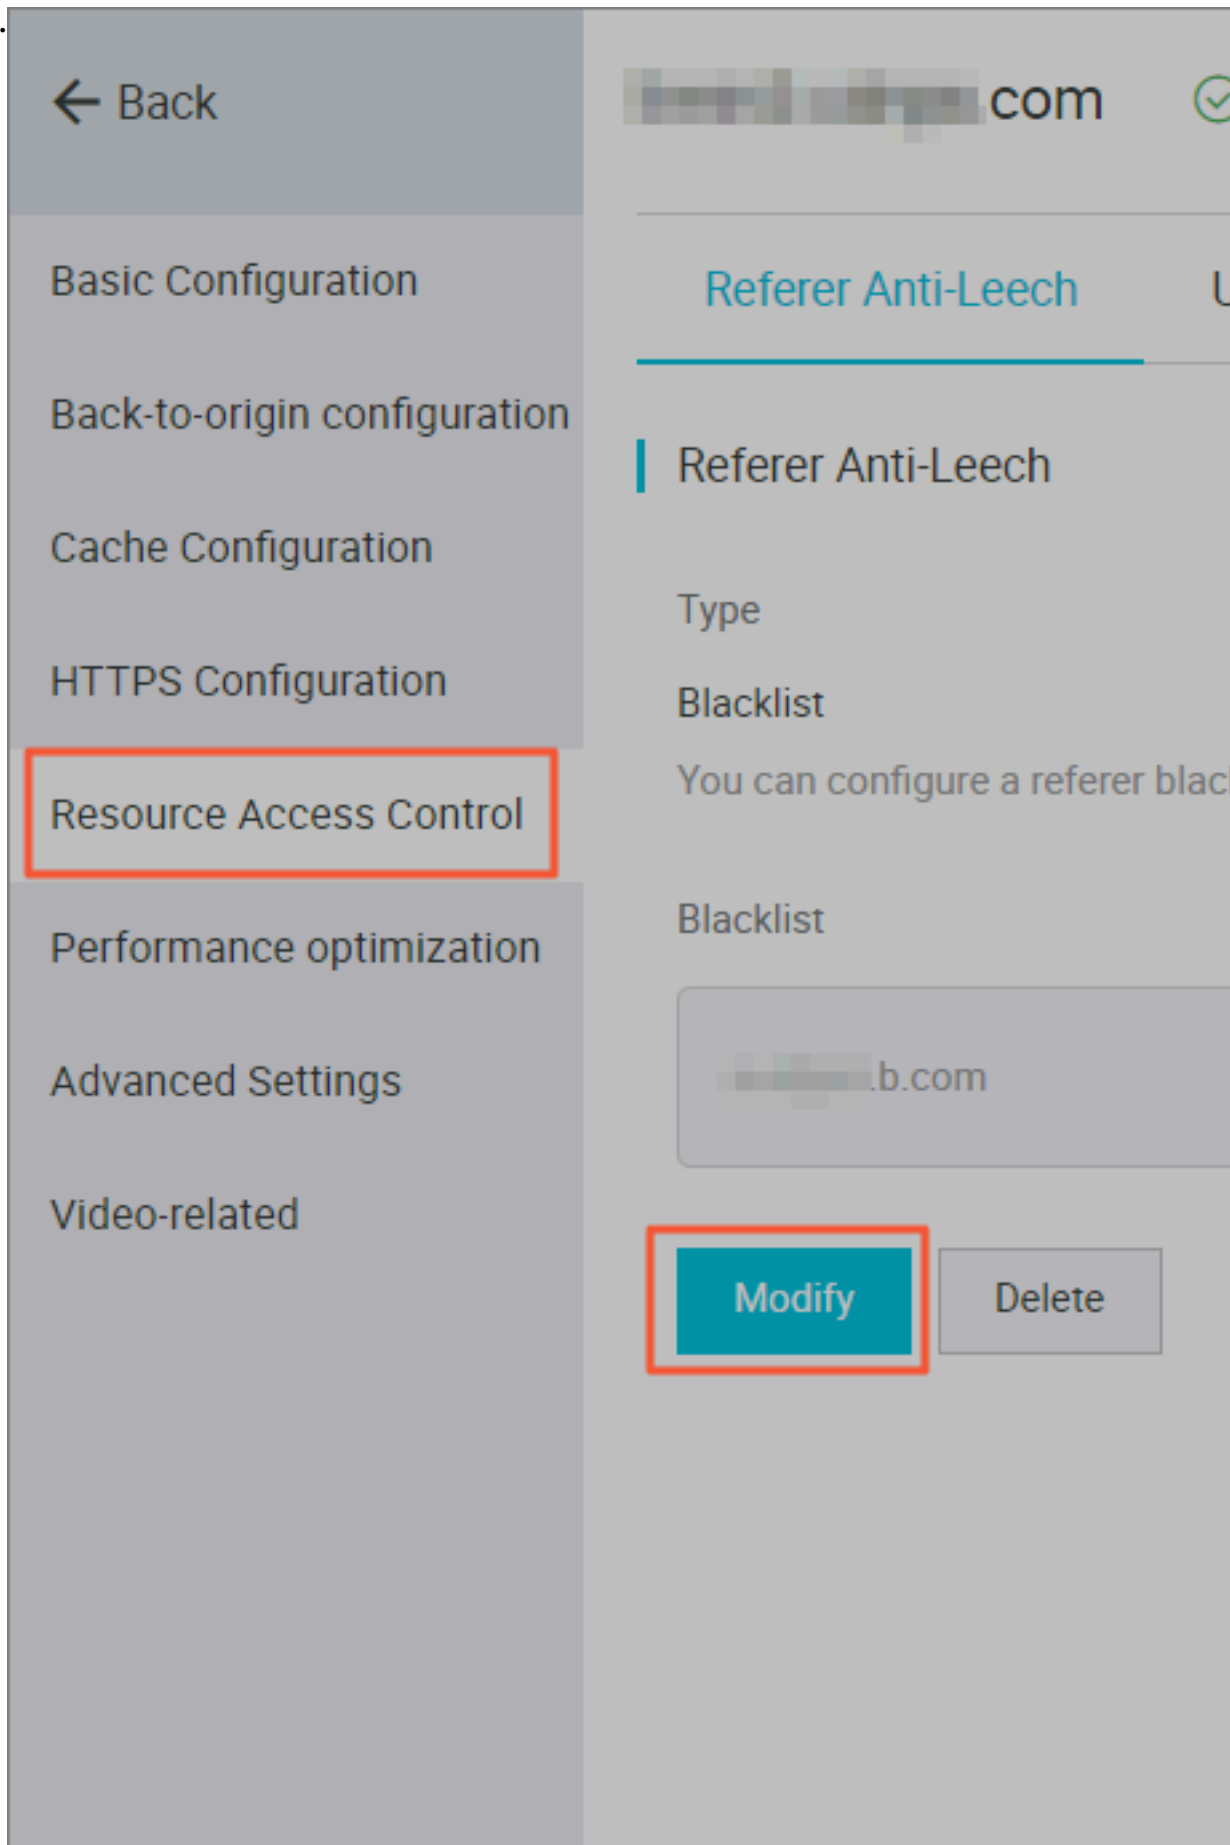 Back
Basic Configuration
Back-to-origin configuration
Cache Configuration
HTTPS Configuration
Resource Access Control
Performance optimization
Advanced Settings
Video-related
com
Referer Anti-Leech
Referer Anti-Leech
Type
Blacklist
You can configure a referer
Blacklist
.b.com
Modify Delete